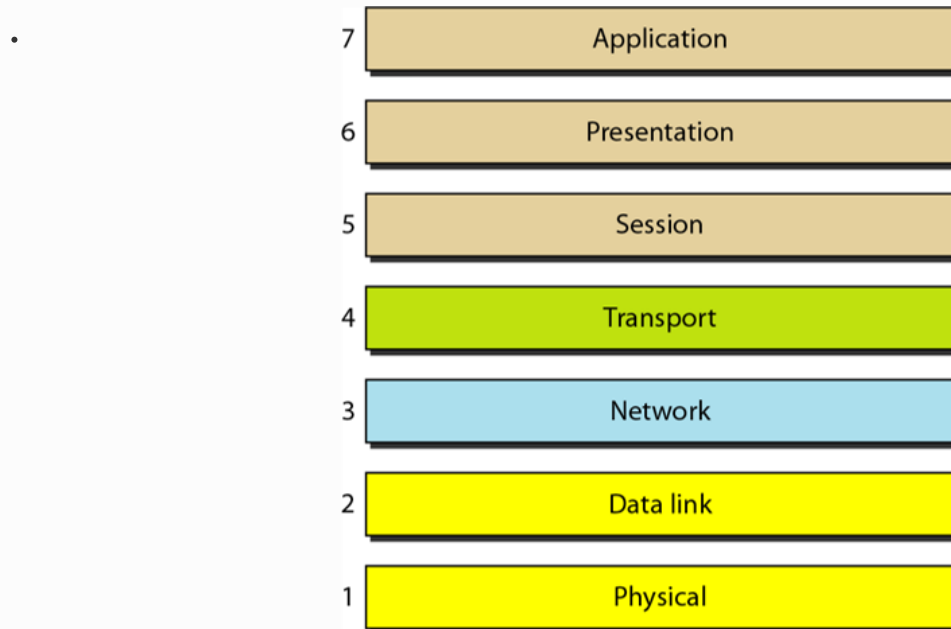 7 Application
6 Presentation
5 Session
4 Transport
3 Network
2 Data link
1 Physical